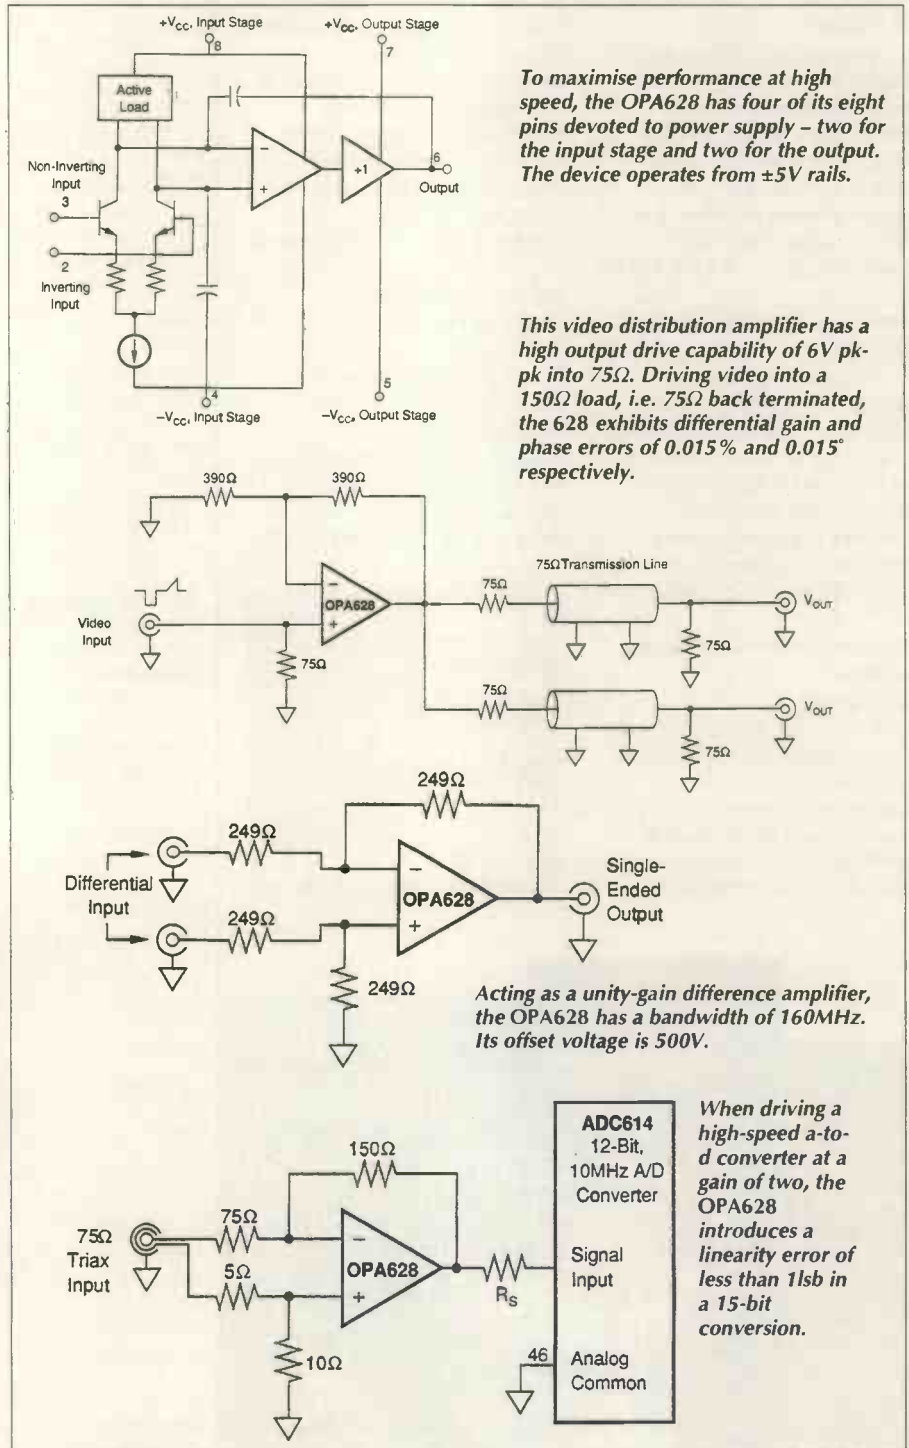 +VCC, Input Stage
8
+VCC, Output Stage
7
Active
Load
Non-Inverting
Input
3
2
Inverting
Input
−
+
+1
6
Output
4
−VCC, Input Stage
5
−VCC, Output Stage
To maximise performance at high
speed, the OPA628 has four of its eight
pins devoted to power supply – two for
the input stage and two for the output.
The device operates from ±5V rails.
This video distribution amplifier has a
high output drive capability of 6V pk-
pk into 75Ω. Driving video into a
150Ω load, i.e. 75Ω back terminated,
the 628 exhibits differential gain and
phase errors of 0.015% and 0.015°
respectively.
390Ω
390Ω
Video
Input
75Ω
−
OPA628
+
75Ω Transmission Line
75Ω
75Ω
VOUT
75Ω
75Ω
VOUT
249Ω
249Ω
Differential
Input
249Ω
−
OPA628
+
249Ω
Single-
Ended
Output
Acting as a unity-gain difference amplifier,
the OPA628 has a bandwidth of 160MHz.
Its offset voltage is 500V.
150Ω
75Ω
75Ω
Triax
Input
5Ω
−
OPA628
+
10Ω
RS
ADC614
12-Bit,
10MHz A/D
Converter
Signal
Input
46
Analog
Common
When driving a
high-speed a-to-
d converter at a
gain of two, the
OPA628
introduces a
linearity error of
less than 1lsb in
a 15-bit
conversion.